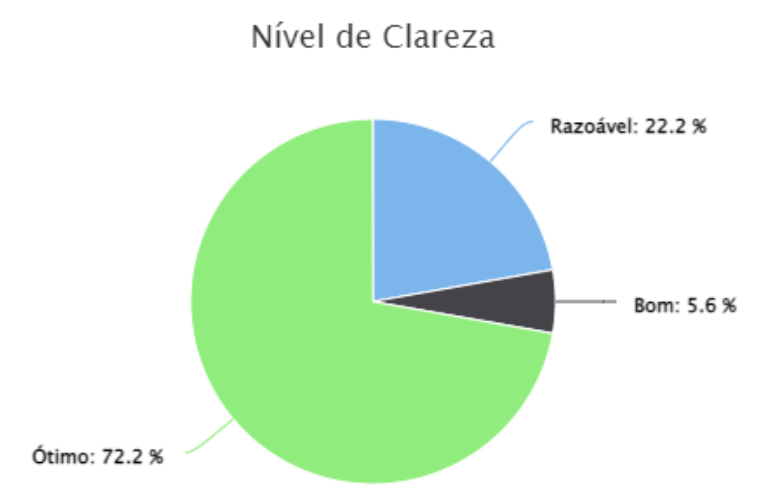 Nível de Clareza
Razoável: 22.2 %
Bom: 5.6 %
Ótimo: 72.2 %